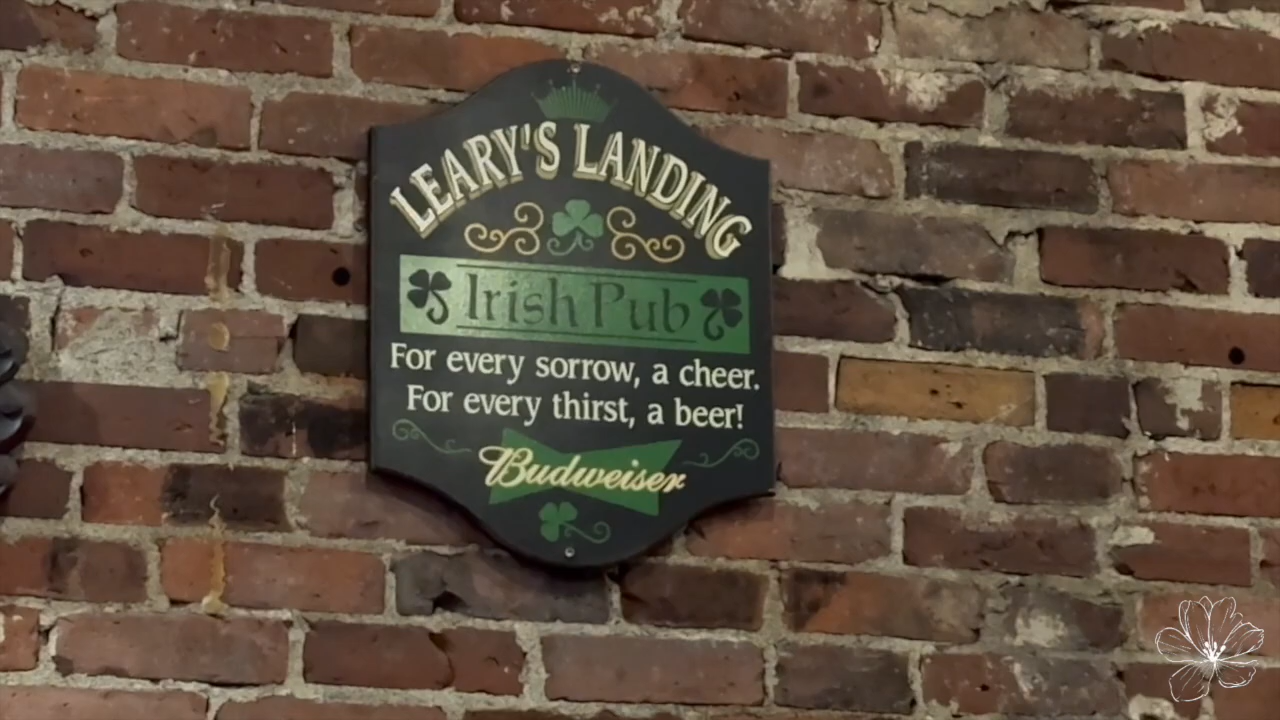 LEARY'S LANDING
Irish Pub
For every sorrow, a cheer.
For every thirst, a beer!
Budweiser